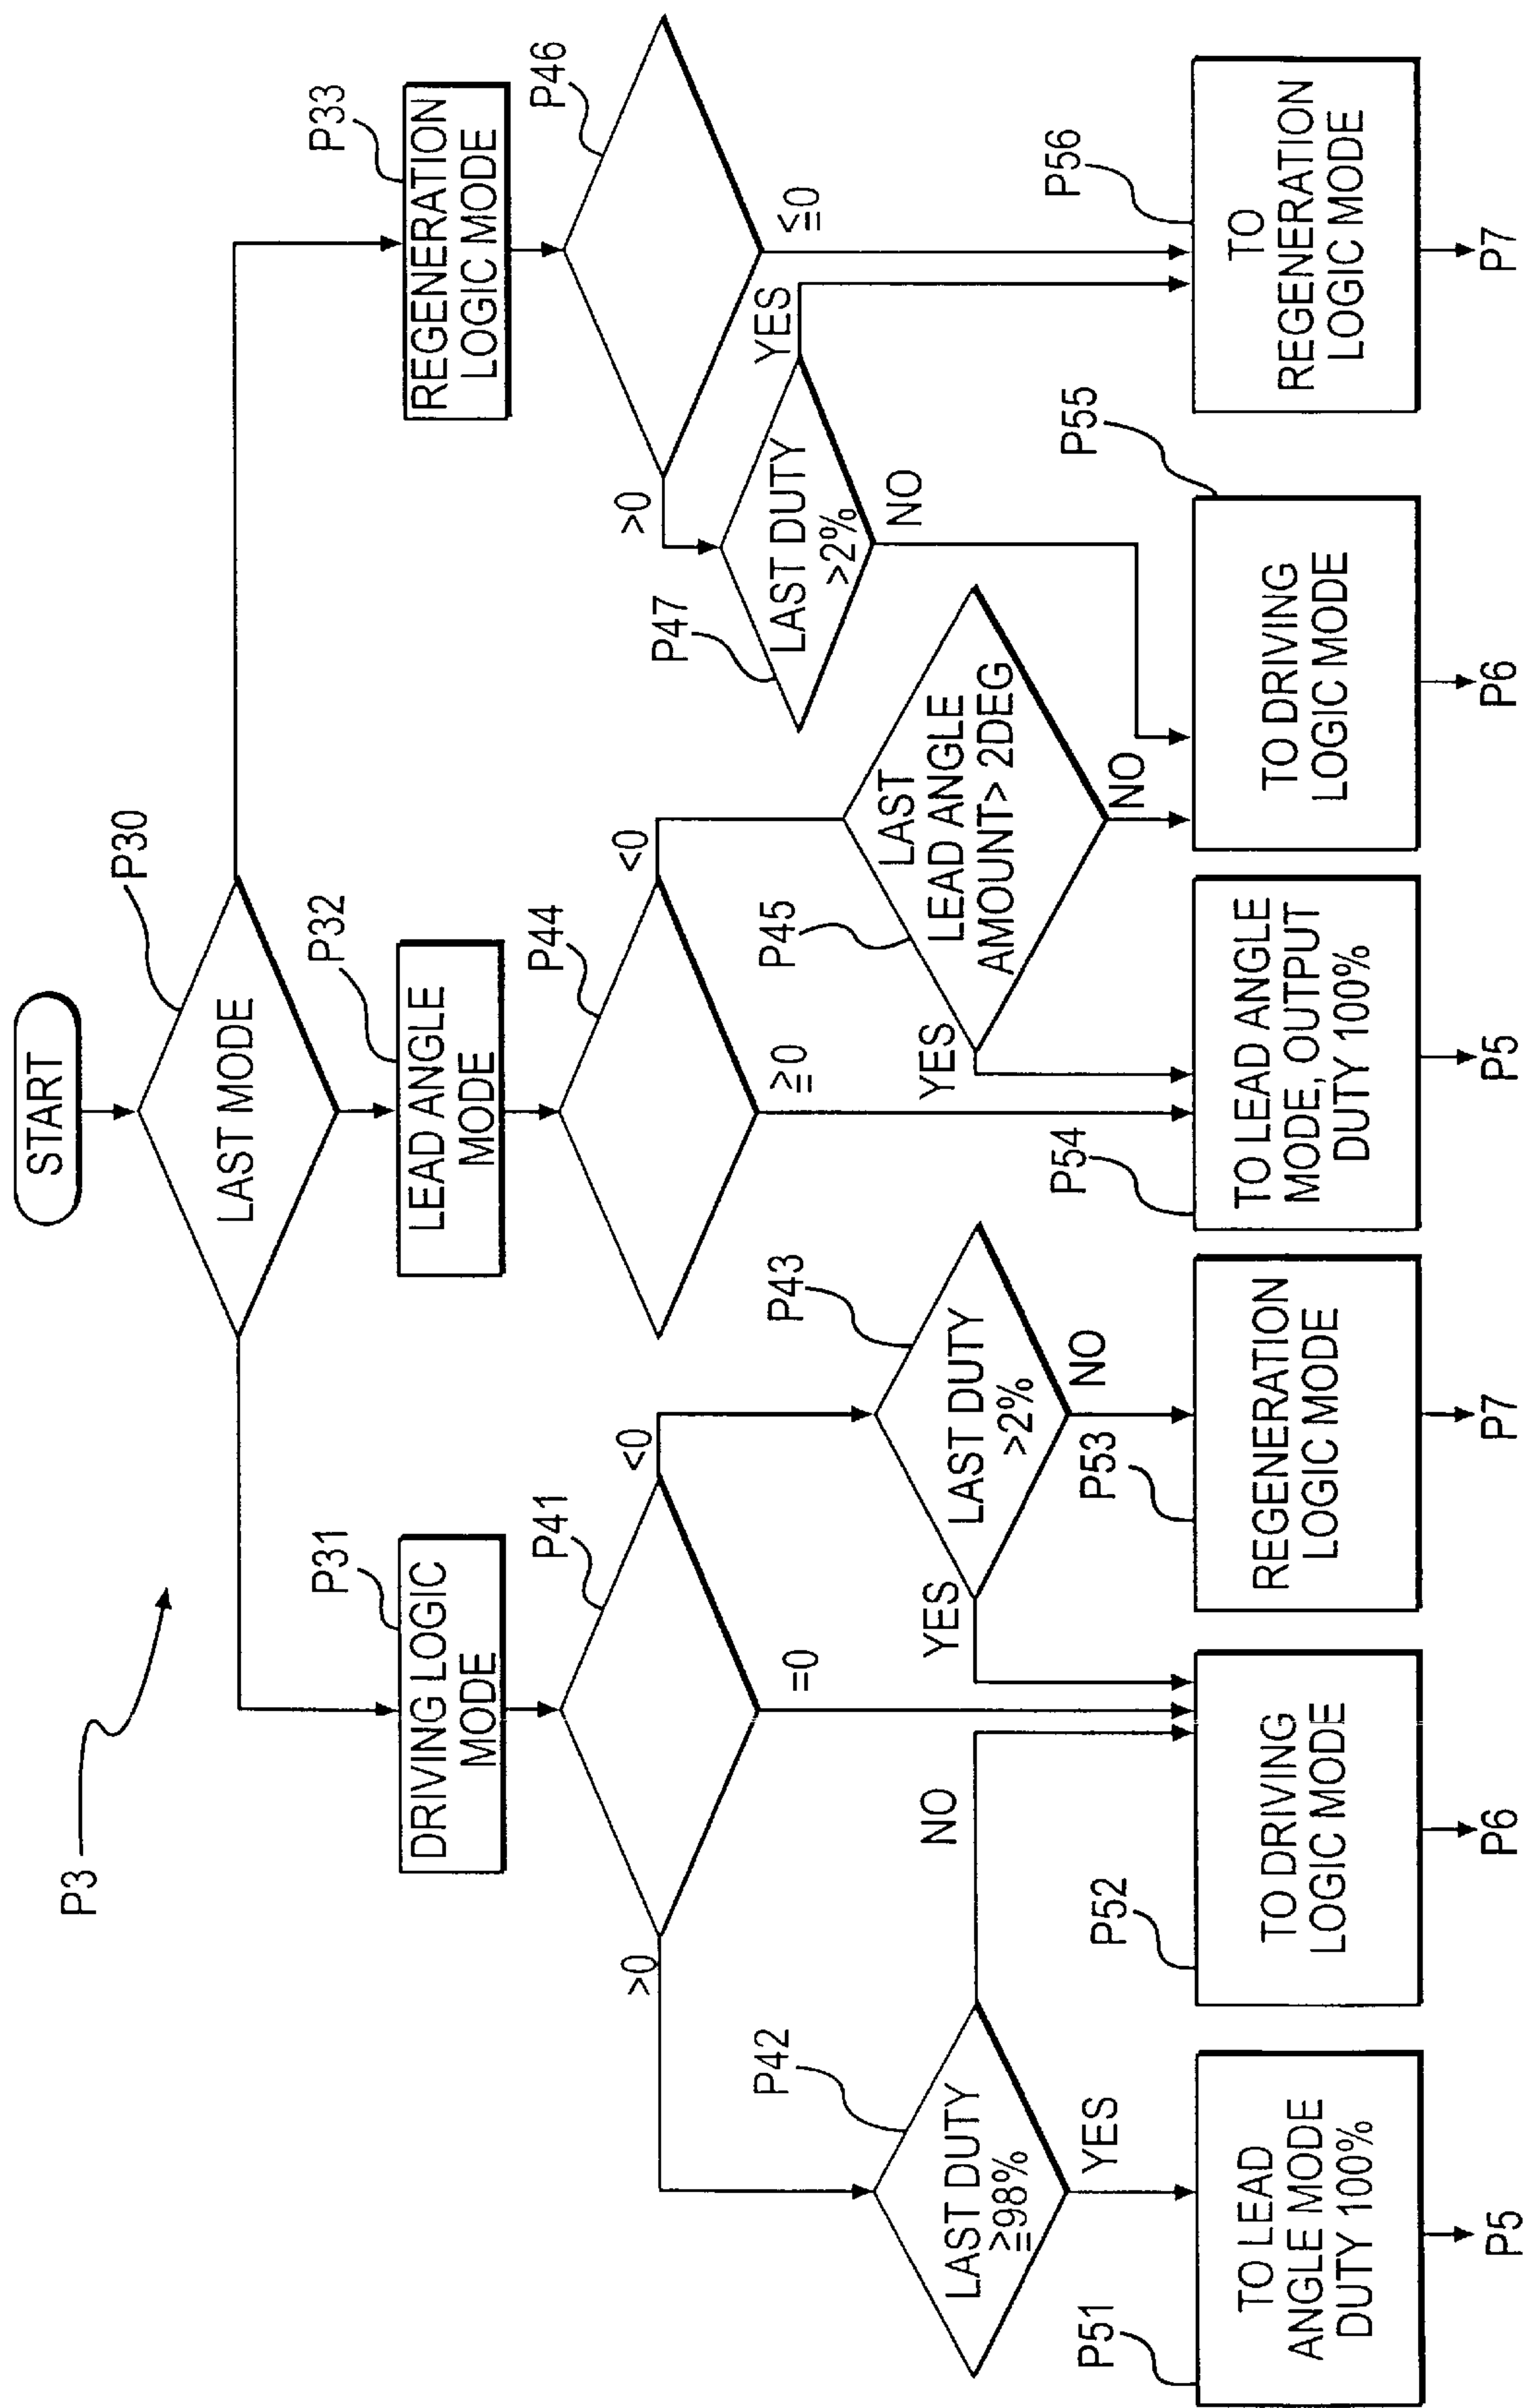 START
P3
P30
LAST MODE
P31
DRIVING LOGIC
MODE
P32
LEAD ANGLE
MODE
P33
REGENERATION
LOGIC MODE
P41
>0
=0
<0
P44
≧0
<0
P46
>0
≦0
P42
LAST DUTY
≧98%
YES
NO
P43
LAST DUTY
>2%
YES
NO
P45
LAST
LEAD ANGLE
AMOUNT> 2DEG
YES
NO
P47
LAST DUTY
>2%
YES
NO
P51
TO LEAD
ANGLE MODE
DUTY 100%
P52
TO DRIVING
LOGIC MODE
P53
REGENERATION
LOGIC MODE
P54
TO LEAD ANGLE
MODE, OUTPUT
DUTY 100%
P55
TO DRIVING
LOGIC MODE
P56
TO
REGENERATION
LOGIC MODE
P5
P6
P7
P5
P6
P7